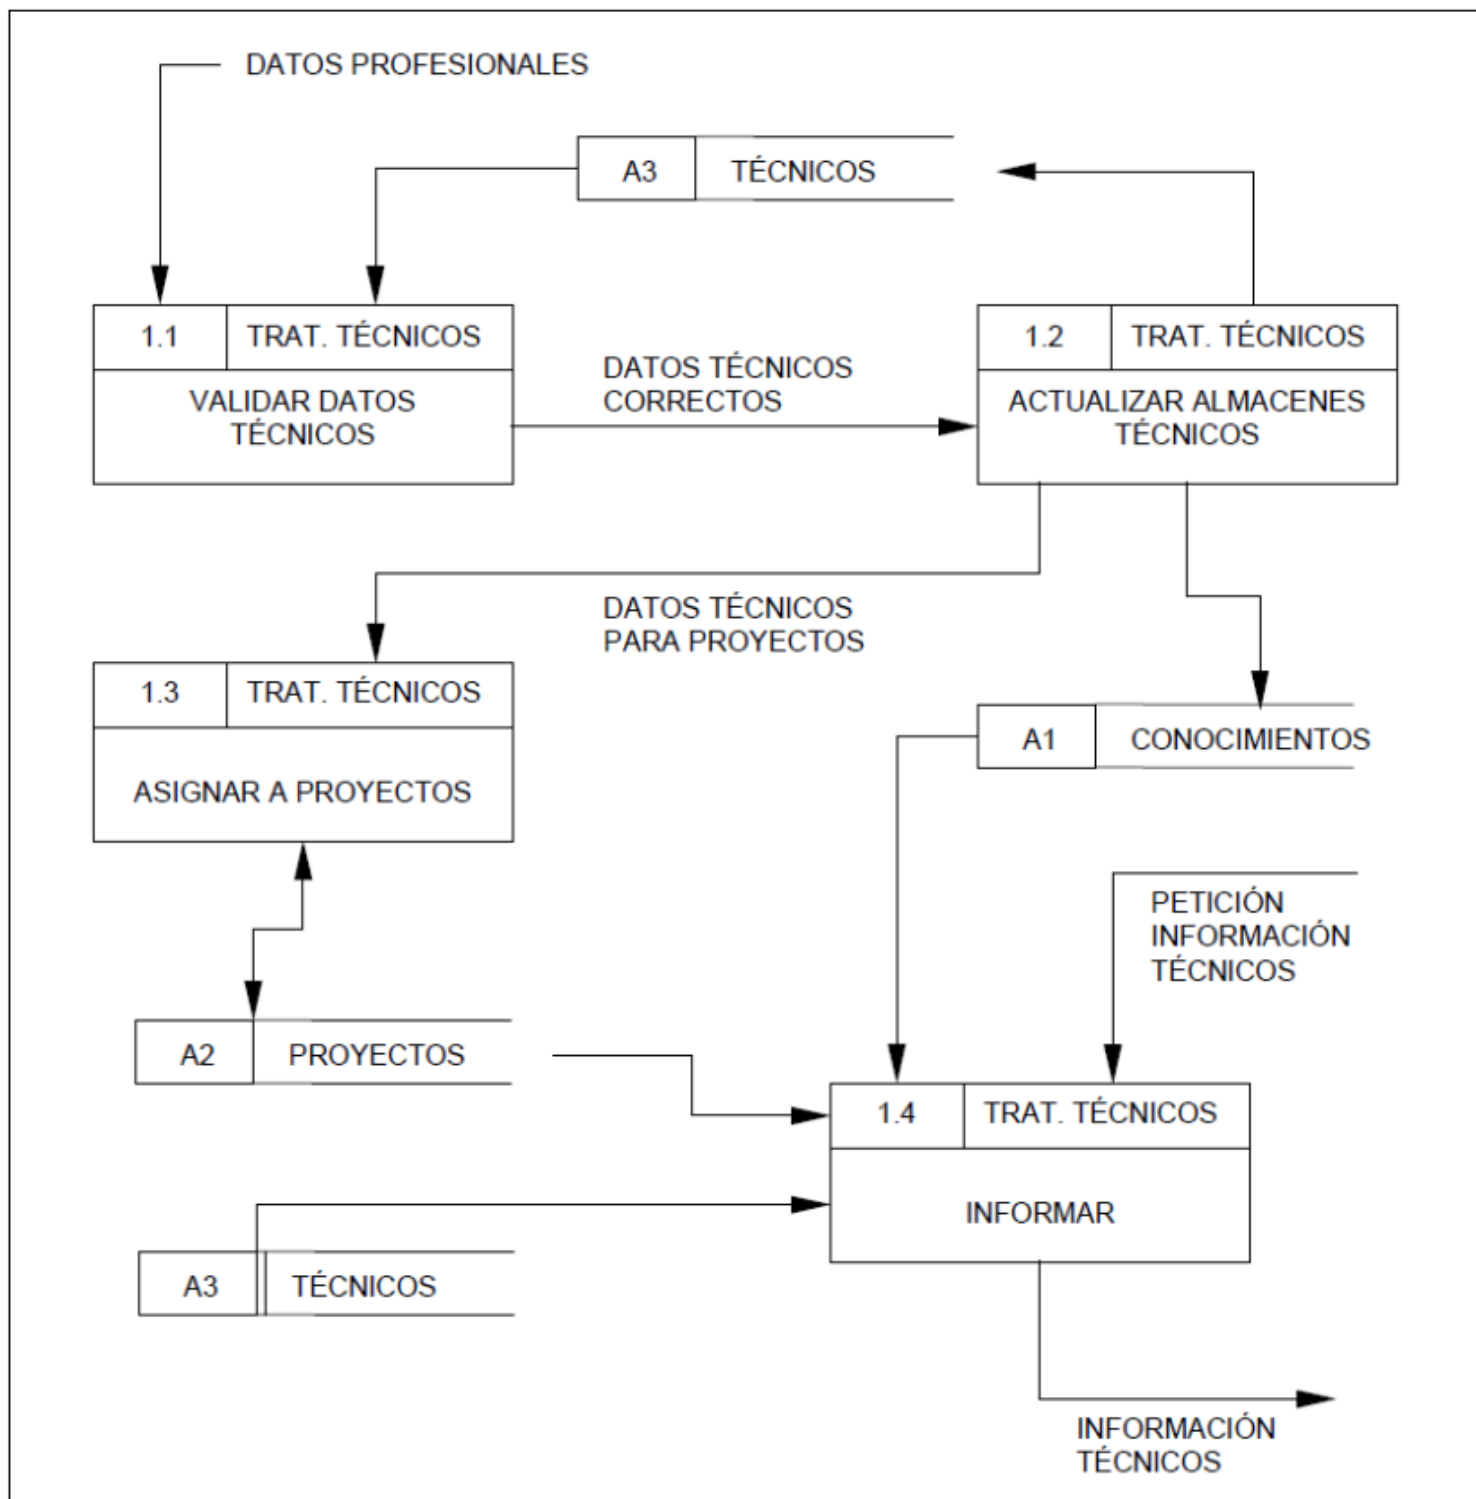 DATOS PROFESIONALES
A3 TÉCNICOS
1.1 TRAT. TÉCNICOS
VALIDAR DATOS
TÉCNICOS
DATOS TÉCNICOS
CORRECTOS
1.2 TRAT. TÉCNICOS
ACTUALIZAR ALMACENES
TÉCNICOS
DATOS TÉCNICOS
PARA PROYECTOS
1.3 TRAT. TÉCNICOS
ASIGNAR A PROYECTOS
A1 CONOCIMIENTOS
PETICIÓN
INFORMACIÓN
TÉCNICOS
A2 PROYECTOS
1.4 TRAT. TÉCNICOS
INFORMAR
A3 TÉCNICOS
INFORMACIÓN
TÉCNICOS